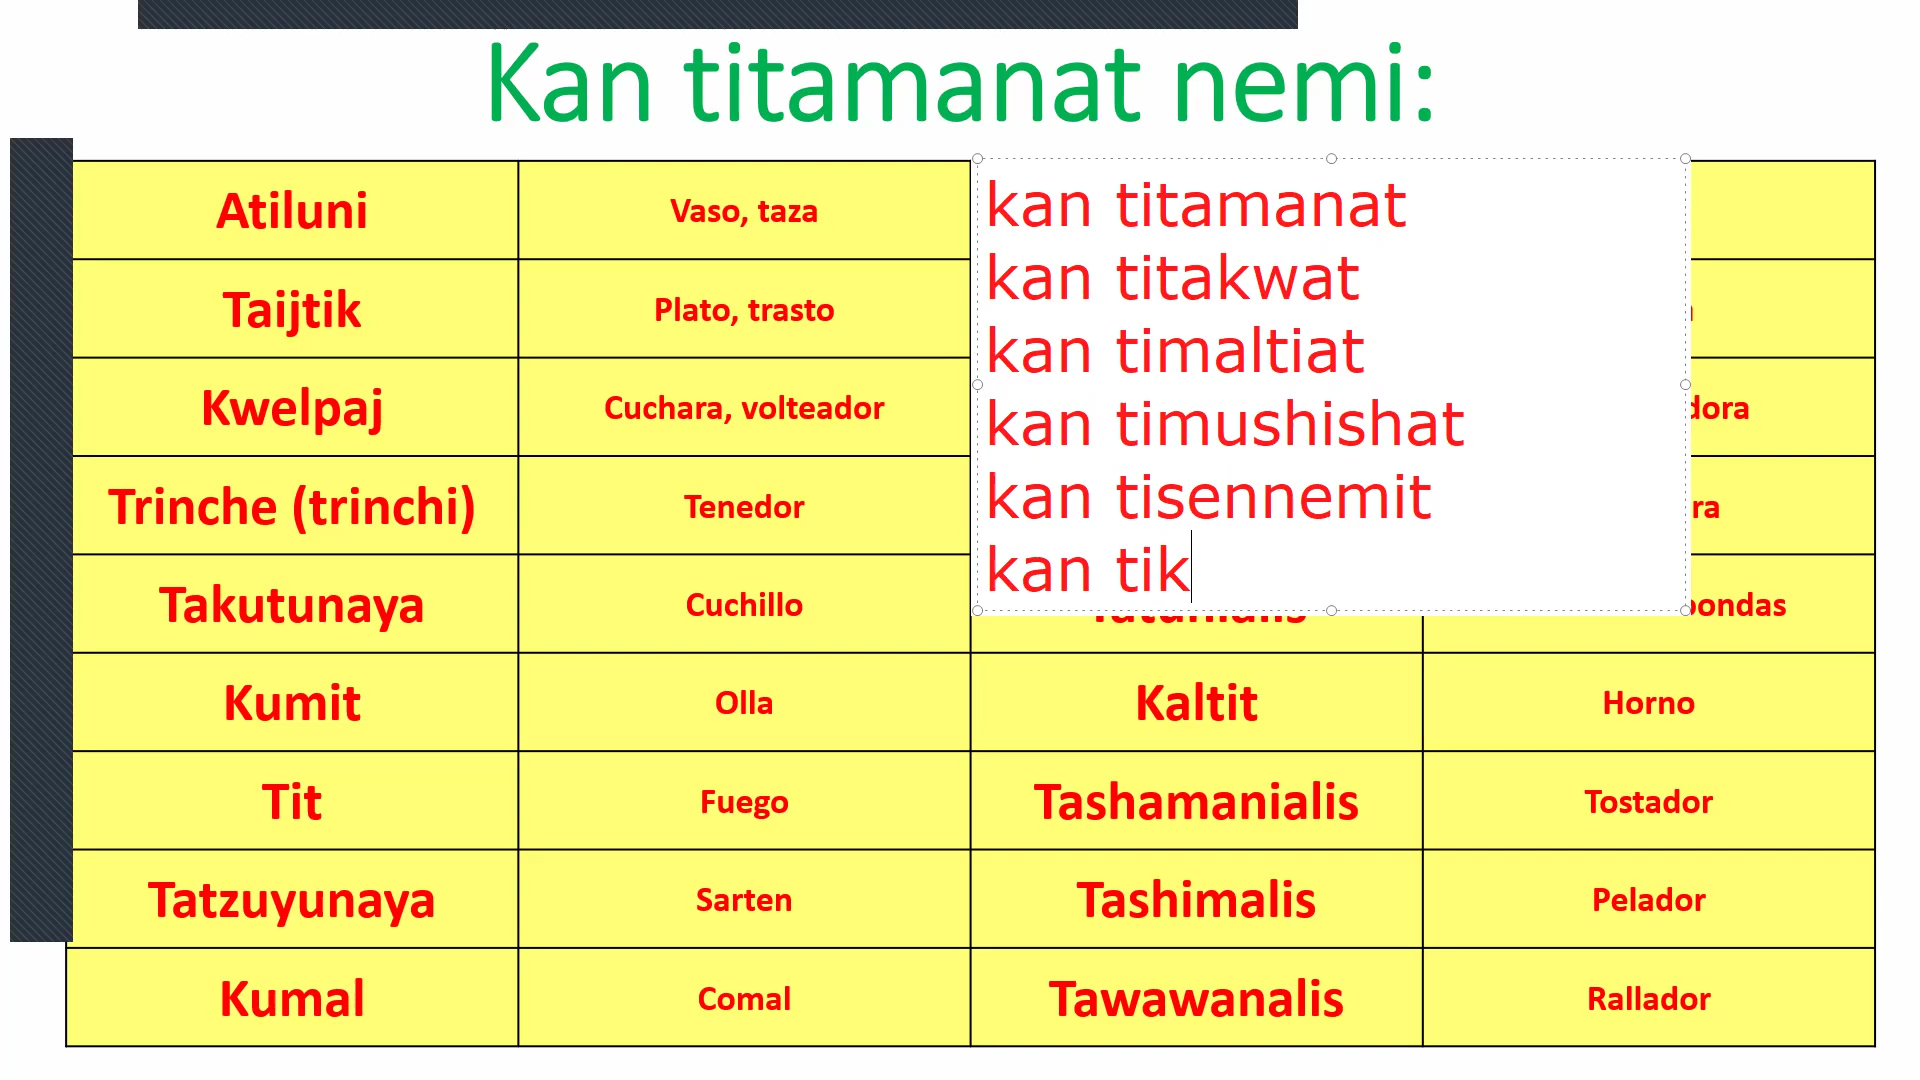 Kan titamanat nemi:
Atiluni
Vaso, taza
Taijtik
Plato, trasto
Kwelpaj
Cuchara, volteador
Trinche (trinchi)
Tenedor
Takutunaya
Cuchillo
Kumit
Olla
Kaltit
Horno
Tit
Fuego
Tashamanialis
Tostador
Tatzuyunaya
Sarten
Tashimalis
Pelador
Kumal
Comal
Tawawanalis
Rallador
kan titamanat
kan titakwat
kan timaltiat
kan timushishat
kan tisennemit
kan tik